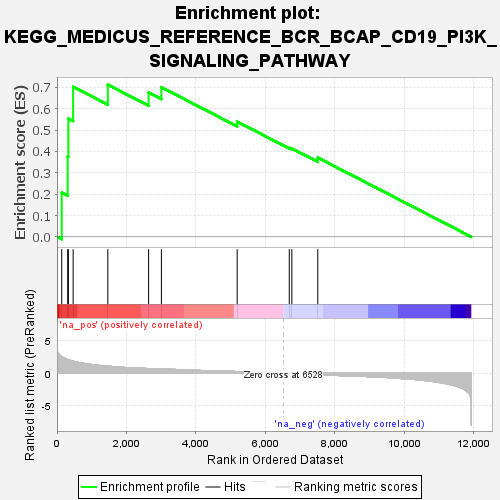 Enrichment plot:
KEGG_MEDICUS_REFERENCE_BCR_BCAP_CD19_PI3K_
SIGNALING_PATHWAY
Enrichment score (ES)
0.7
0.6
0.5
0.4
0.3
0.2
0.1
0.0
'na_pos' (positively correlated)
Ranked list metric (PreRanked)
5
0
-5
Zero cross at 6528
'na_neg' (negatively correlated)
0
2,000
4,000
6,000
8,000
10,000
12,000
Rank in Ordered Dataset
Enrichment profile
Hits
Ranking metric scores